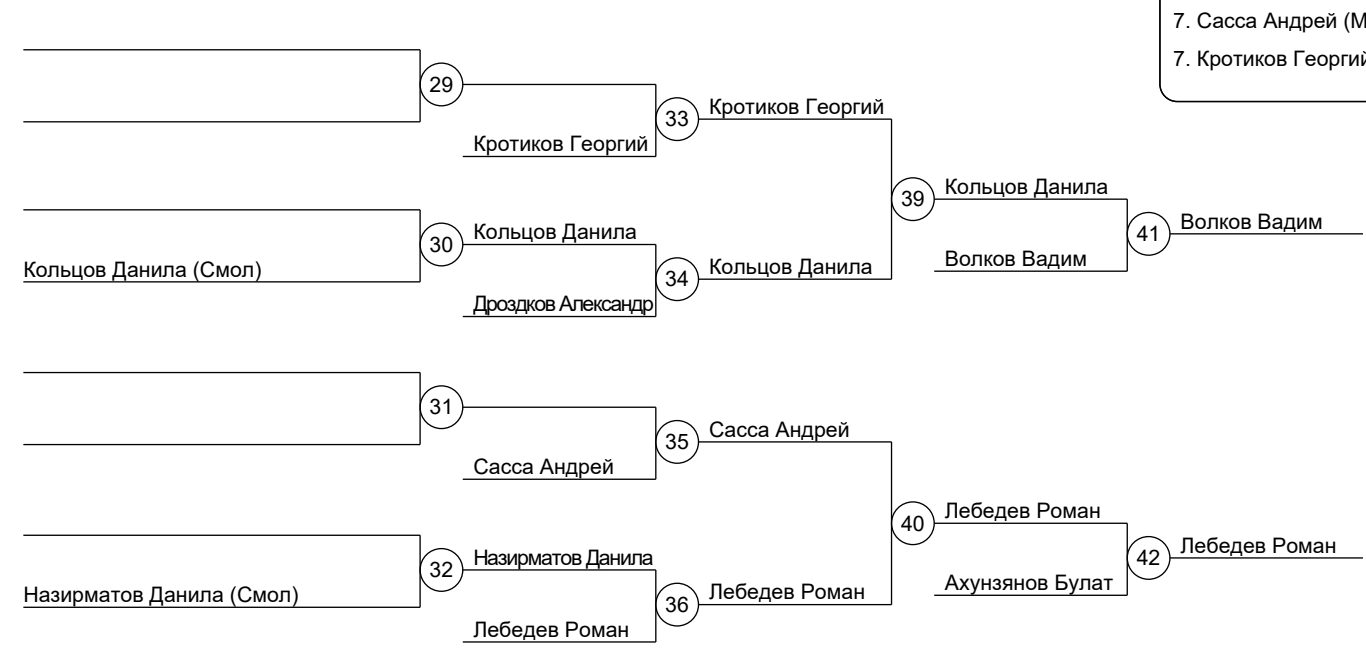 7. Сасса Андрей (М
7. Кротиков Георгий
29
Кротиков Георгий
33
Кротиков Георгий
Кольцов Данила (Смол)
30
Кольцов Данила
Дроздков Александр
34
Кольцов Данила
39
Кольцов Данила
Волков Вадим
41
Волков Вадим
31
Сасса Андрей
35
Сасса Андрей
Назирматов Данила (Смол)
32
Назирматов Данила
Лебедев Роман
36
Лебедев Роман
40
Лебедев Роман
Ахунзянов Булат
42
Лебедев Роман